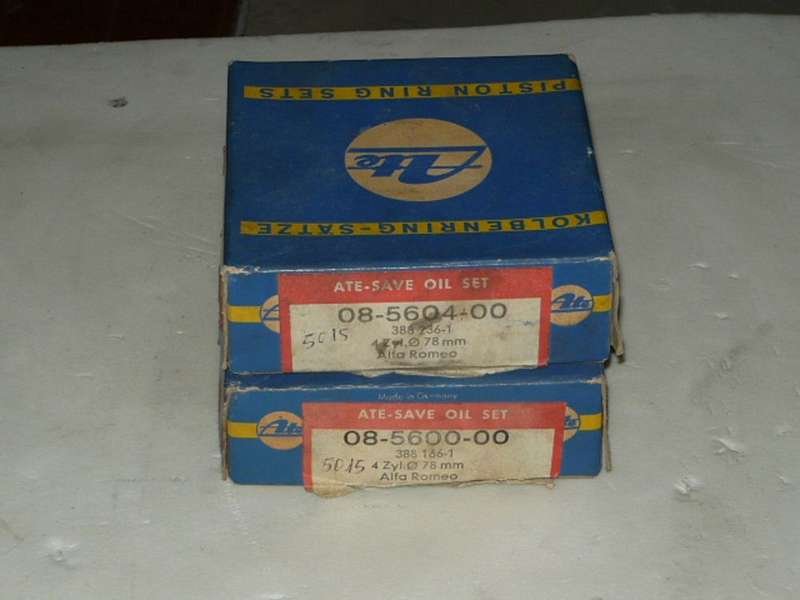 PISTON RING SETS
Ate
KOLBENRING-SÄTZE
ATE-SAVE OIL SET
08-5604-00
388 236-1
5015
4 Zyl. Ø 78 mm
Alfa Romeo
Ate
Made in Germany
Ate
ATE-SAVE OIL SET
08-5600-00
388 166-1
5015 4 Zyl. Ø 78 mm
Alfa Romeo